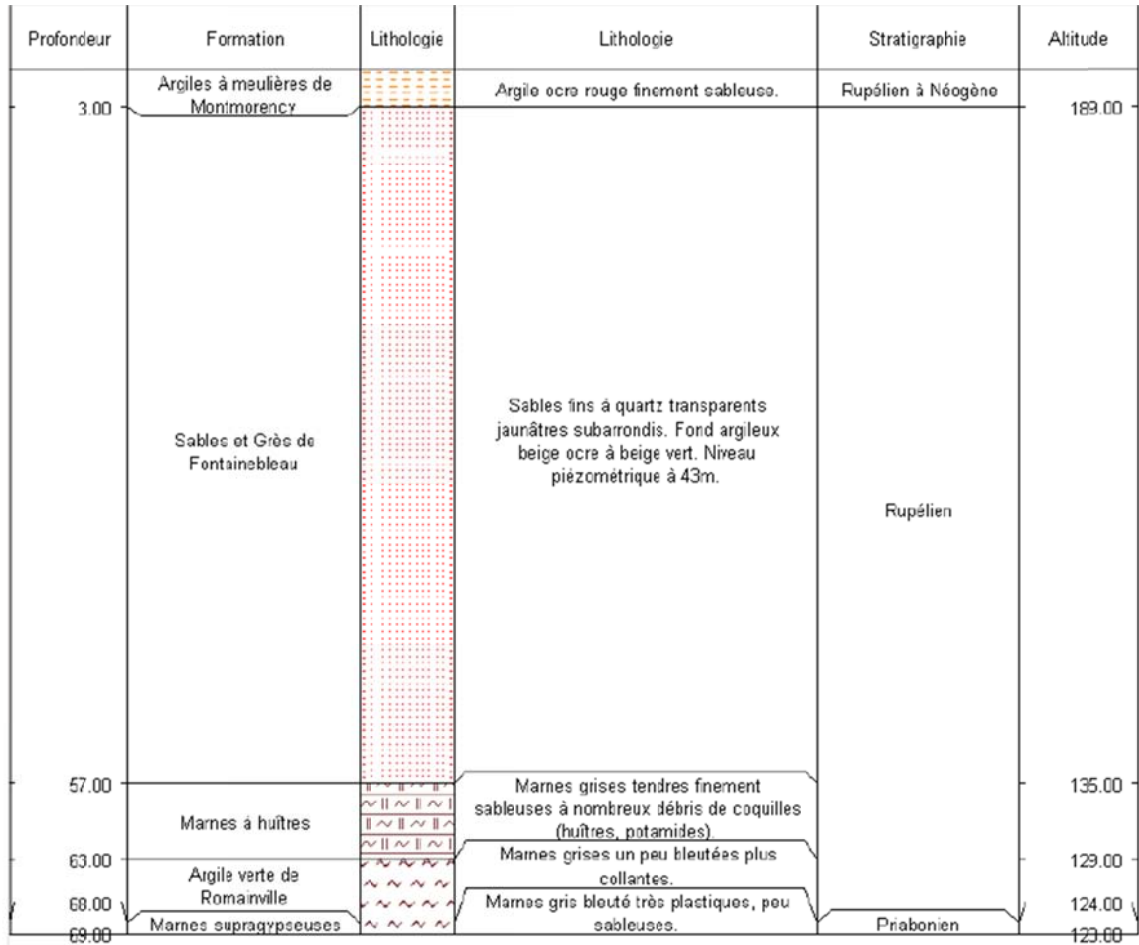 Profondeur Formation Lithologie Lithologie Stratigraphie Altitude
Argiles à meulières de
Montmorency
Argile ocre rouge finement sableuse.
Rupélien à Néogène
3.00
189.00
Sables et Grès de
Fontainebleau
Sables fins à quartz transparents
jaunâtres subarrondis. Fond argileux
beige ocre à beige vert. Niveau
piézométrique à 43m.
Rupélien
57.00
135.00
Marnes à huîtres
Marnes grises tendres finement
sableuses à nombreux débris de coquilles
(huîtres, potamides).
63.00
129.00
Argile verte de
Romainville
Marnes grises un peu bleutées plus
collantes.
68.00
124.00
Marnes supragypseuses
Marnes gris bleuté très plastiques, peu
sableuses.
Priabonien
69.00
123.00